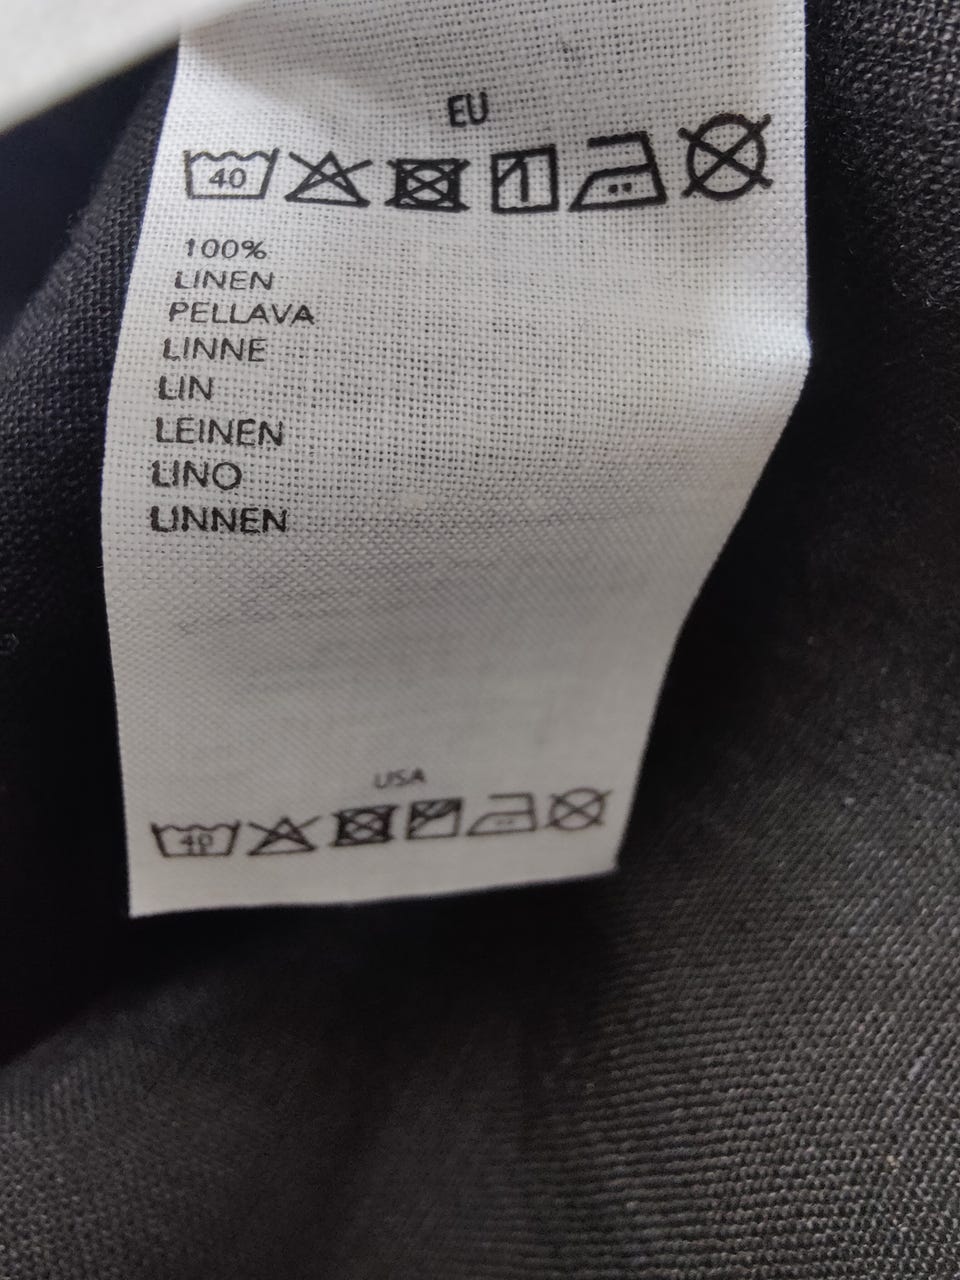 EU
40
100%
LINEN
PELLAVA
LINNE
LIN
LEINEN
LINO
LINNEN
USA
40